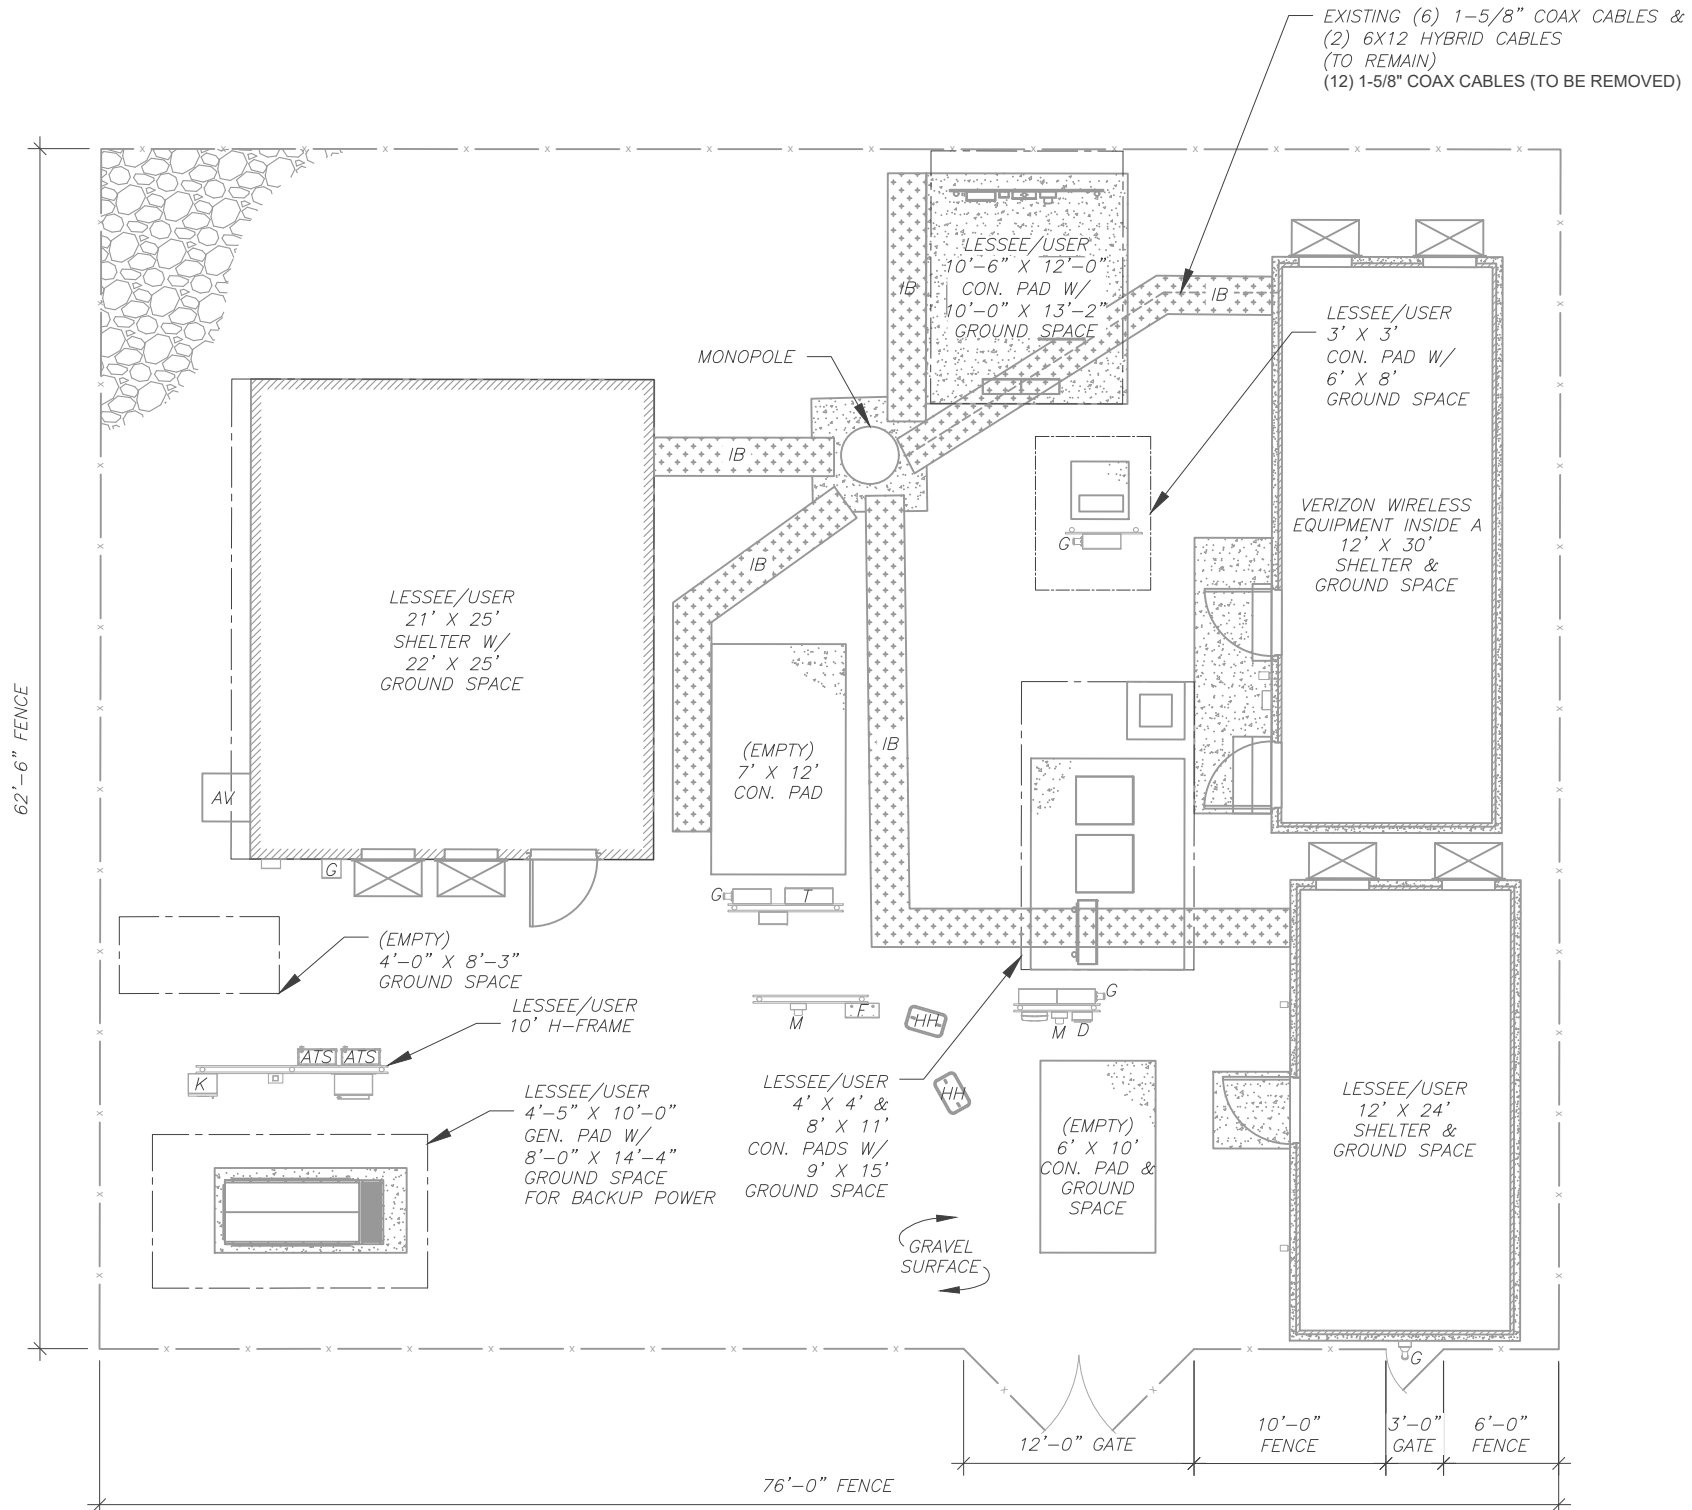 EXISTING (6) 1-5/8" COAX CABLES &
(2) 6X12 HYBRID CABLES
(TO REMAIN)
(12) 1-5/8" COAX CABLES (TO BE REMOVED)
LESSEE/USER
10'-6" X 12'-0"
CON. PAD W/
10'-0" X 13'-2"
GROUND SPACE
IB
IB
LESSEE/USER
3' X 3'
CON. PAD W/
6' X 8'
GROUND SPACE
MONOPOLE
IB
VERIZON WIRELESS
EQUIPMENT INSIDE A
12' X 30'
SHELTER &
GROUND SPACE
G
IB
LESSEE/USER
21' X 25'
SHELTER W/
22' X 25'
GROUND SPACE
62'-6" FENCE
(EMPTY)
7' X 12'
CON. PAD
IB
AV
G
G
T
(EMPTY)
4'-0" X 8'-3"
GROUND SPACE
LESSEE/USER
10' H-FRAME
M
F
HH
G
M
D
ATS
ATS
K
LESSEE/USER
4'-5" X 10'-0"
GEN. PAD W/
8'-0" X 14'-4"
GROUND SPACE
FOR BACKUP POWER
LESSEE/USER
4' X 4' &
8' X 11'
CON. PADS W/
9' X 15'
GROUND SPACE
HH
(EMPTY)
6' X 10'
CON. PAD &
GROUND
SPACE
LESSEE/USER
12' X 24'
SHELTER &
GROUND SPACE
GRAVEL
SURFACE
G
12'-0" GATE
10'-0"
FENCE
3'-0"
GATE
6'-0"
FENCE
76'-0" FENCE